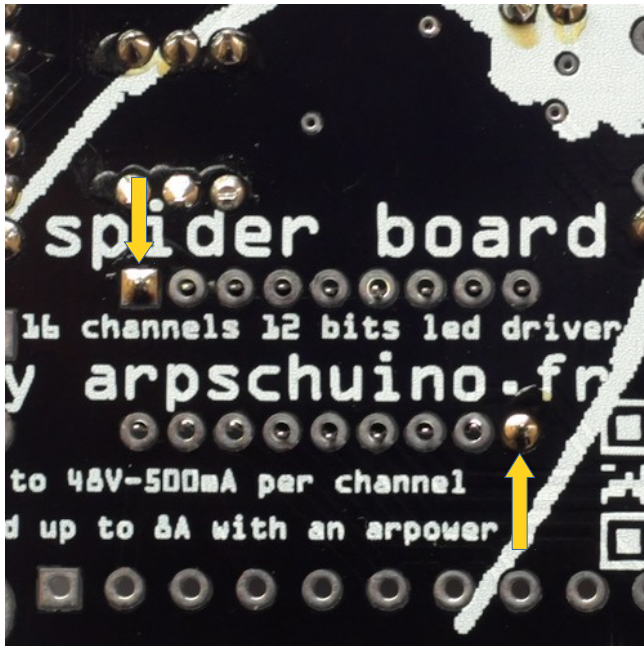 spider board
16 channels 12 bits led driver
y arpschuino.fr
to 48V-500mA per channel
d up to 8A with an arpower